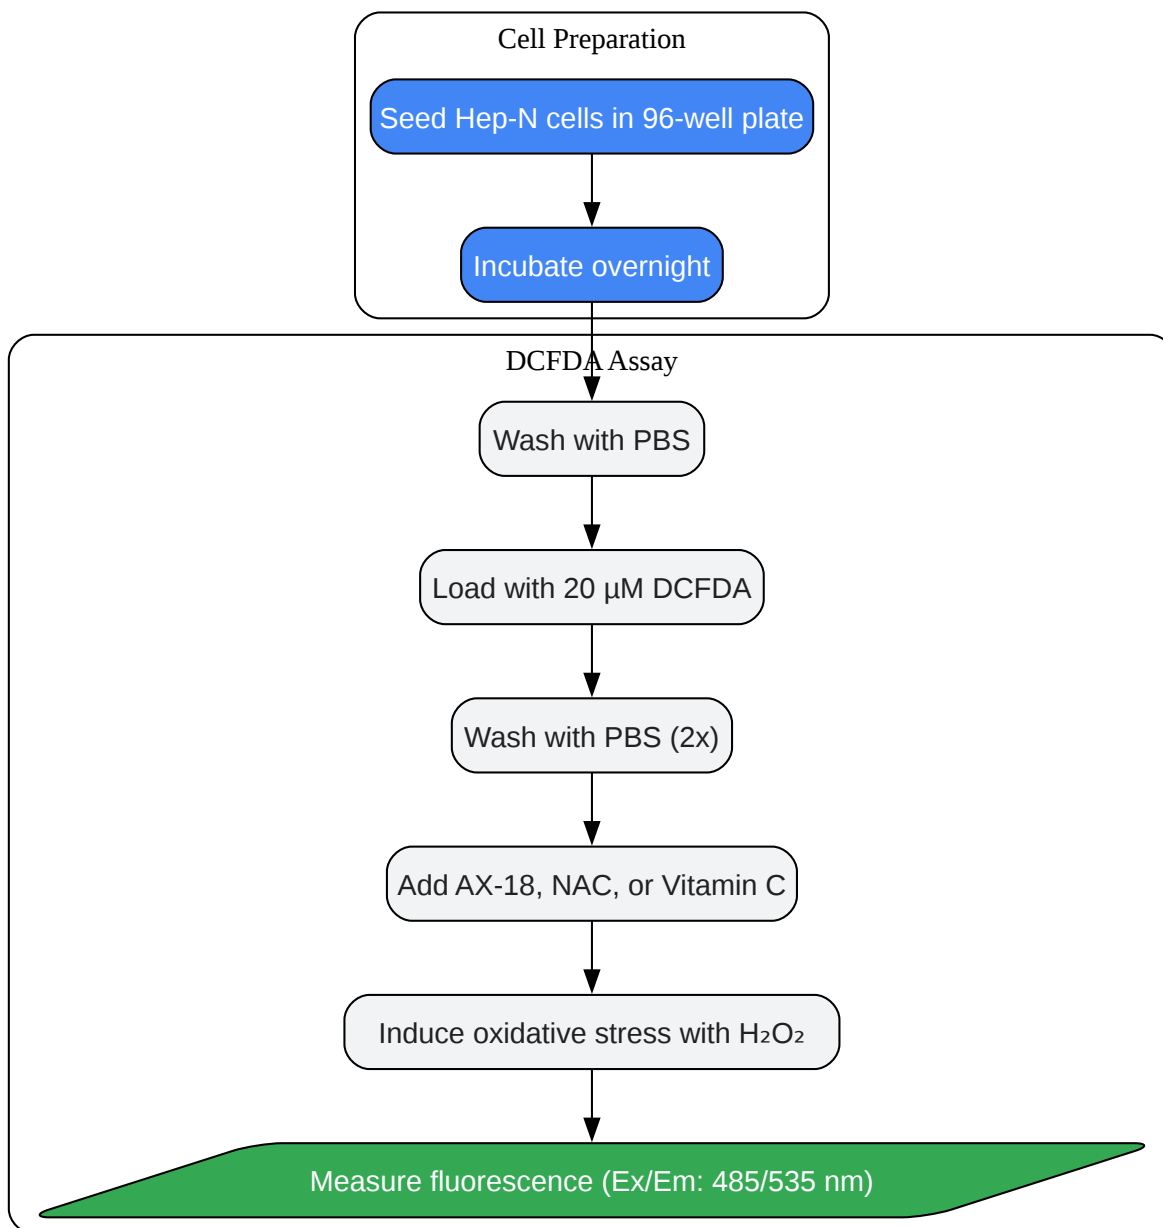 Cell Preparation
Seed Hep-N cells in 96-well plate
Incubate overnight
DCFDA Assay
Wash with PBS
Load with 20 µM DCFDA
Wash with PBS (2x)
Add AX-18, NAC, or Vitamin C
Induce oxidative stress with H₂O₂
Measure fluorescence (Ex/Em: 485/535 nm)